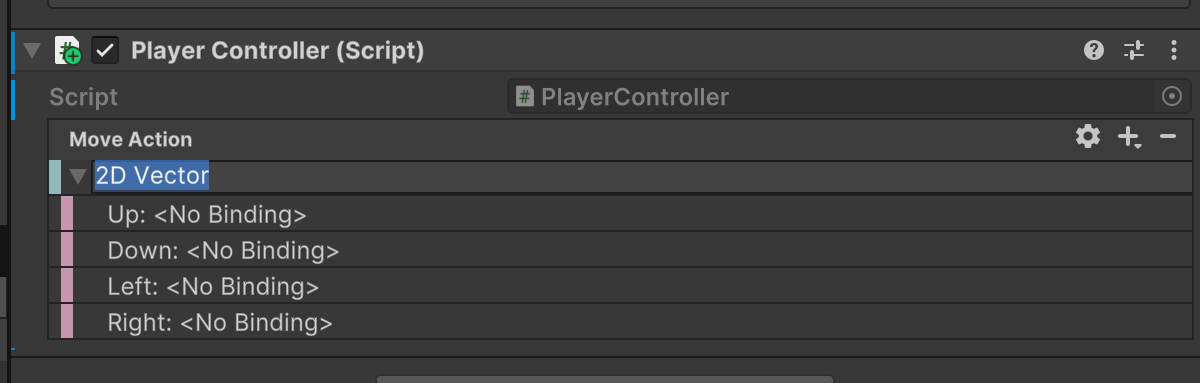 Player Controller (Script)
Script
PlayerController
Move Action
2D Vector
Up: <No Binding>
Down: <No Binding>
Left: <No Binding>
Right: <No Binding>